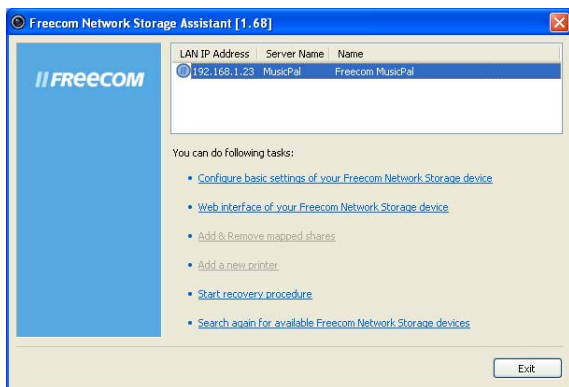 Freecom Network Storage Assistant [1.68]
//FREECOM
LAN IP Address Server Name Name
192.168.1.23 MusicPal Freecom MusicPal
You can do following tasks:
• Configure basic settings of your Freecom Network Storage device
• Web interface of your Freecom Network Storage device
• Add & Remove mapped shares
• Add a new printer
• Start recovery procedure
• Search again for available Freecom Network Storage devices
Exit